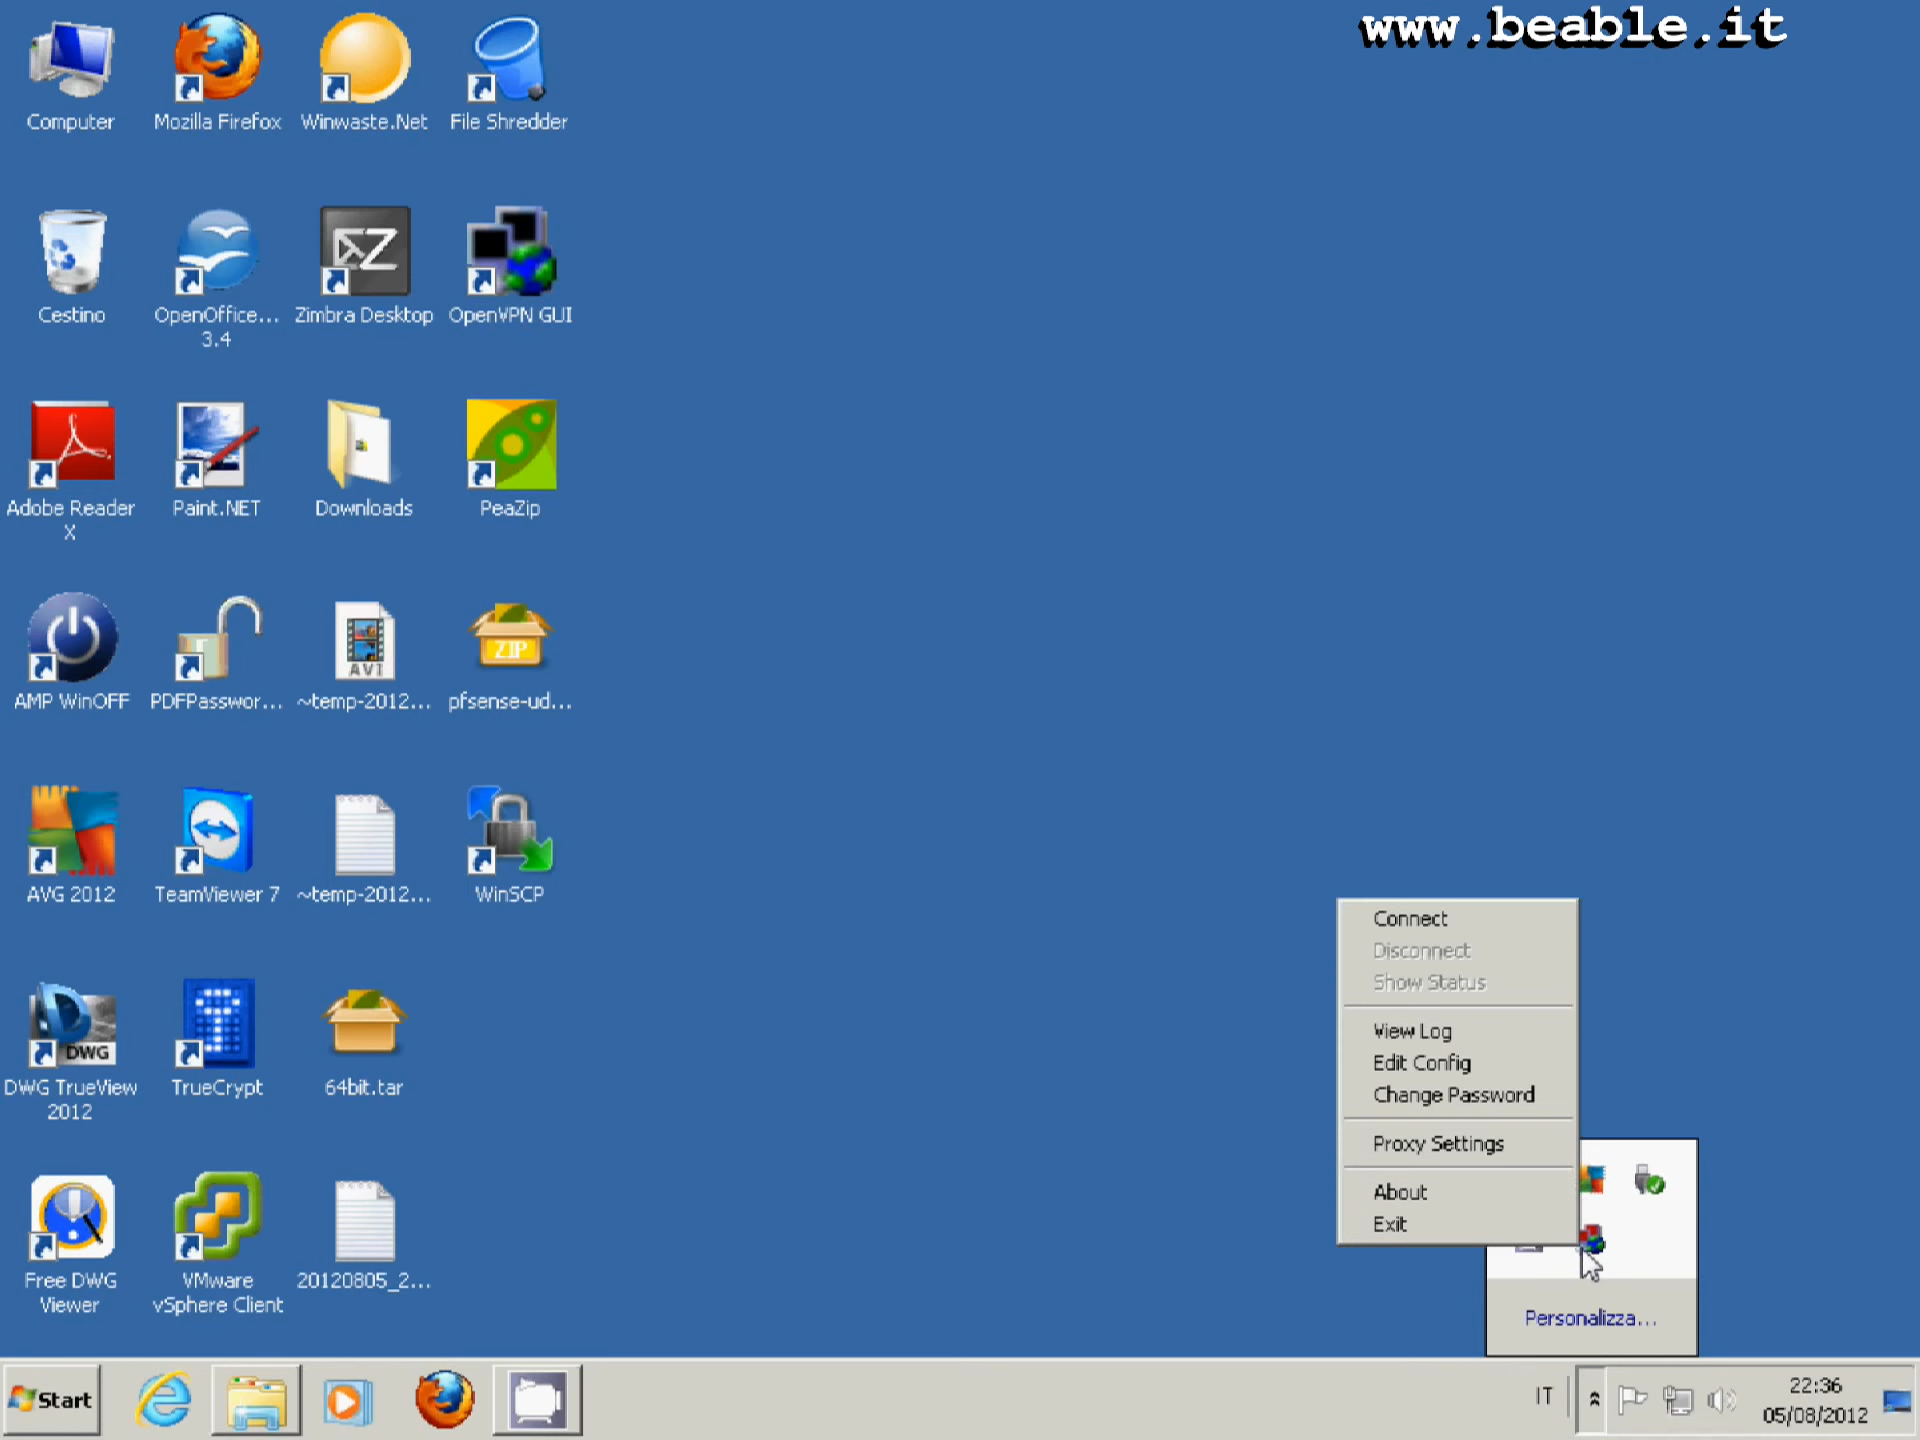 www.beable.it
Computer
Mozilla Firefox
Winwaste.Net
File Shredder
Cestino
OpenOffice...
3.4
Zimbra Desktop
OpenVPN GUI
Adobe Reader
X
Paint.NET
Downloads
PeaZip
AMP WinOFF
PDFPasswor...
AVI
~temp-2012...
ZIP
pfsense-ud...
AVG 2012
TeamViewer 7
~temp-2012...
WinSCP
DWG
DWG TrueView
2012
TrueCrypt
64bit.tar
Free DWG
Viewer
VMware
vSphere Client
20120805_2...
Connect
Disconnect
Show Status
View Log
Edit Config
Change Password
Proxy Settings
About
Exit
Personalizza...
Start
IT
22:36
05/08/2012